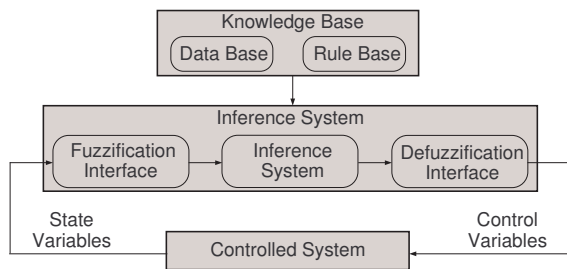 Knowledge Base
Data Base
Rule Base
Inference System
Fuzzification
Interface
Inference
System
Defuzzification
Interface
State
Variables
Control
Variables
Controlled System